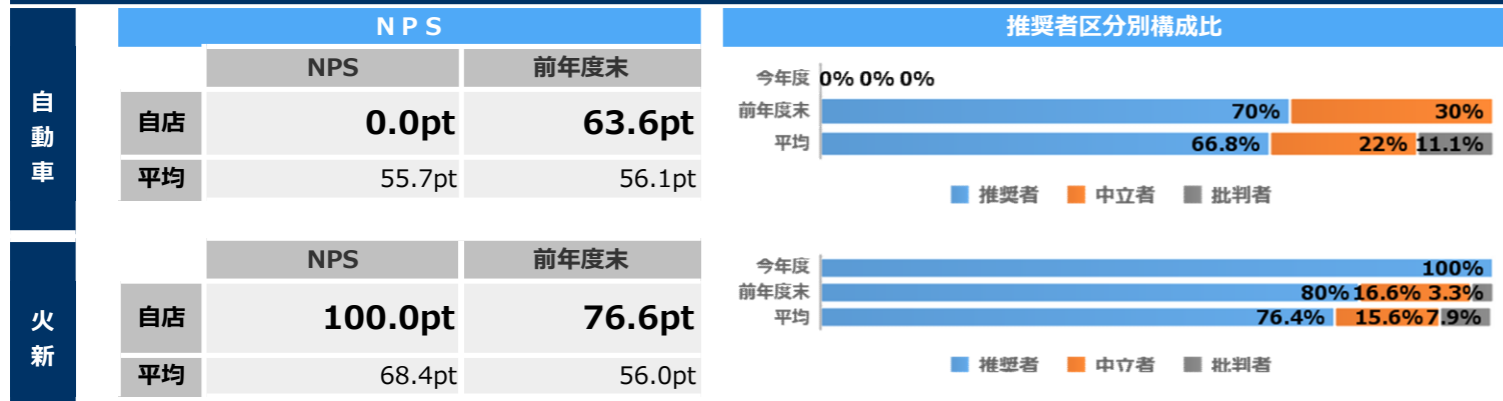 ＮＰＳ
推奨者区分別構成比
自動車
NPS 前年度末
自店 0.0pt 63.6pt
平均 55.7pt 56.1pt
今年度 0% 0% 0%
前年度末 70% 30%
平均 66.8% 22% 11.1%
推奨者 中立者 批判者
火新
NPS 前年度末
自店 100.0pt 76.6pt
平均 68.4pt 56.0pt
今年度 100%
前年度末 80% 16.6% 3.3%
平均 76.4% 15.6% 7.9%
推奨者 中立者 批判者